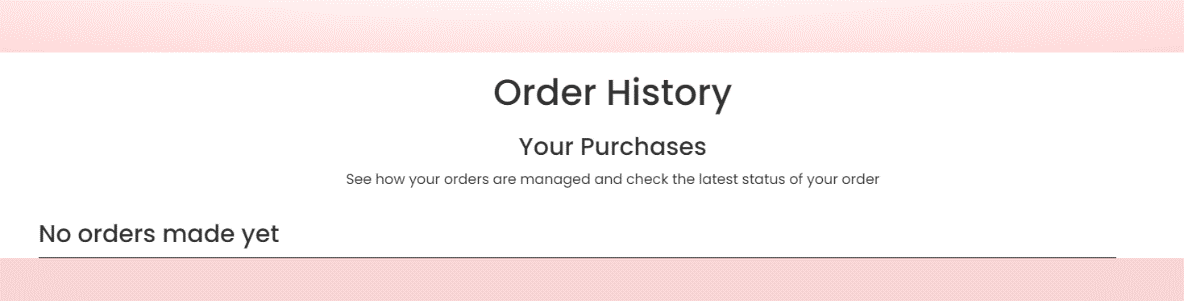 Order History
Your Purchases
See how your orders are managed and check the latest status of your order
No orders made yet